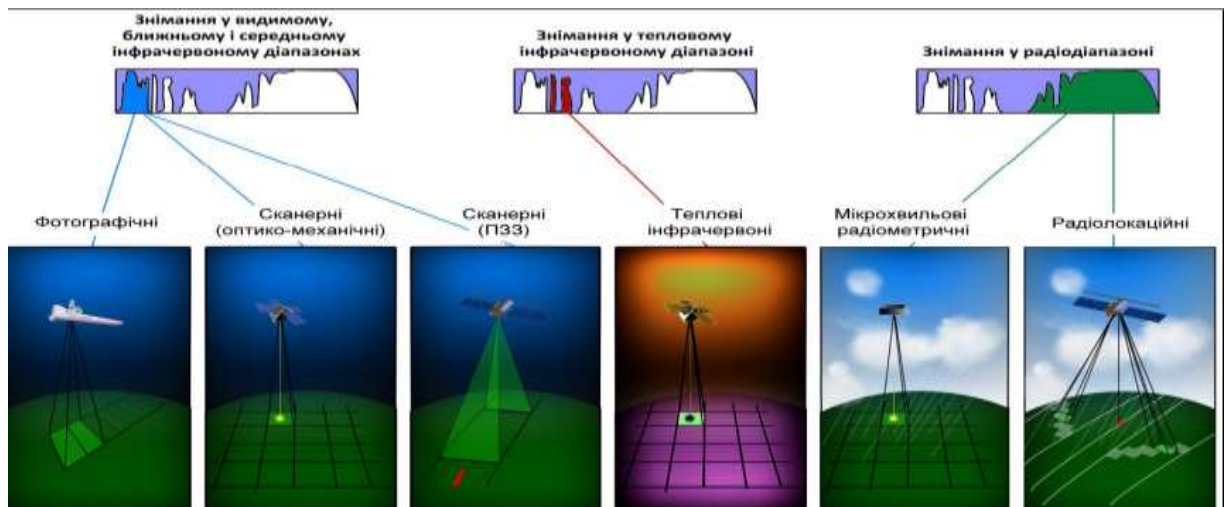 Знімання у видимому,
ближньому і середньому
інфрачервоному діапазонах
Знімання у тепловому
інфрачервоному діапазоні
Знімання у радіодіапазоні
Фотографічні
Сканерні
(оптико-механічні)
Сканерні
(ПЗЗ)
Теплові
інфрачервоні
Мікрохвильові
радіометричні
Радіолокаційні